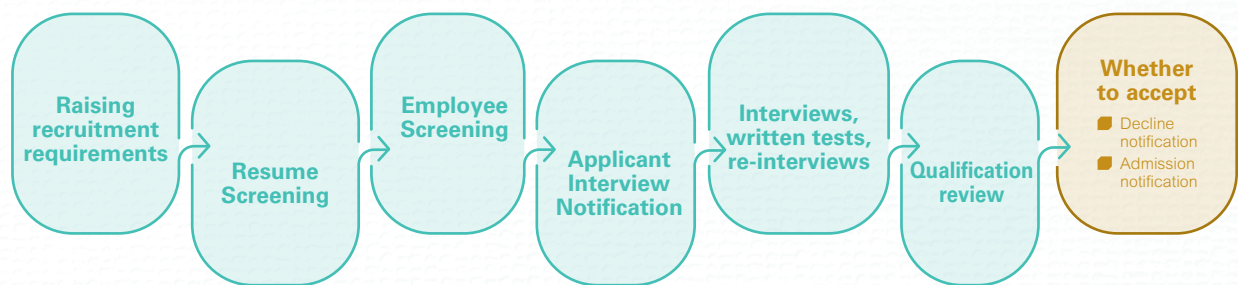 Raising
recruitment
requirements
Resume
Screening
Employee
Screening
Applicant
Interview
Notification
Interviews,
written tests,
re-interviews
Qualification
review
Whether
to accept
Decline
notification
Admission
notification